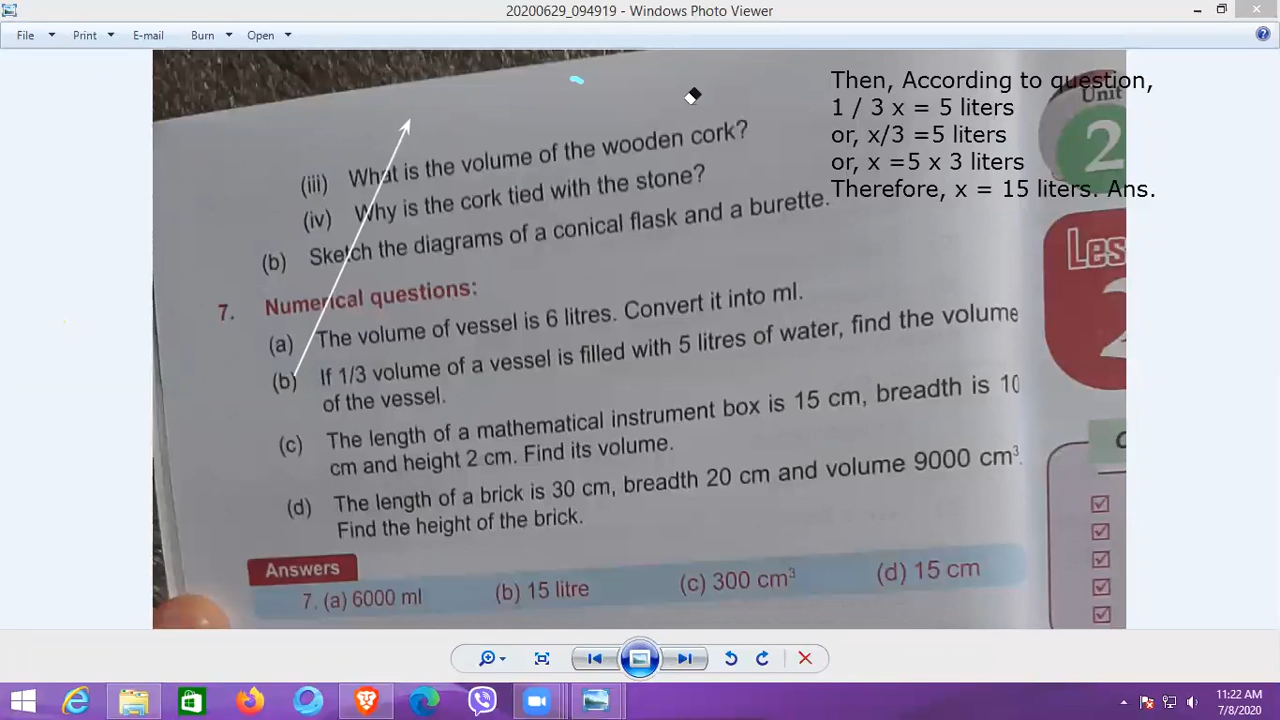 20200629_094919 - Windows Photo Viewer
File Print E-mail Burn Open
Then, According to question,
1 / 3 x = 5 liters
or, x/3 =5 liters
or, x =5 x 3 liters
Therefore, x = 15 liters. Ans.
Unit
2
(iii) What is the volume of the wooden cork?
(iv) Why is the cork tied with the stone?
(b) Sketch the diagrams of a conical flask and a burette.
7. Numerical questions:
(a) The volume of vessel is 6 litres. Convert it into ml.
(b) If 1/3 volume of a vessel is filled with 5 litres of water, find the volume
of the vessel.
(c) The length of a mathematical instrument box is 15 cm, breadth is 10
cm and height 2 cm. Find its volume.
(d) The length of a brick is 30 cm, breadth 20 cm and volume 9000 cm³.
Find the height of the brick.
Answers
7. (a) 6000 ml (b) 15 litre (c) 300 cm³ (d) 15 cm
Les
2
11:22 AM
7/8/2020